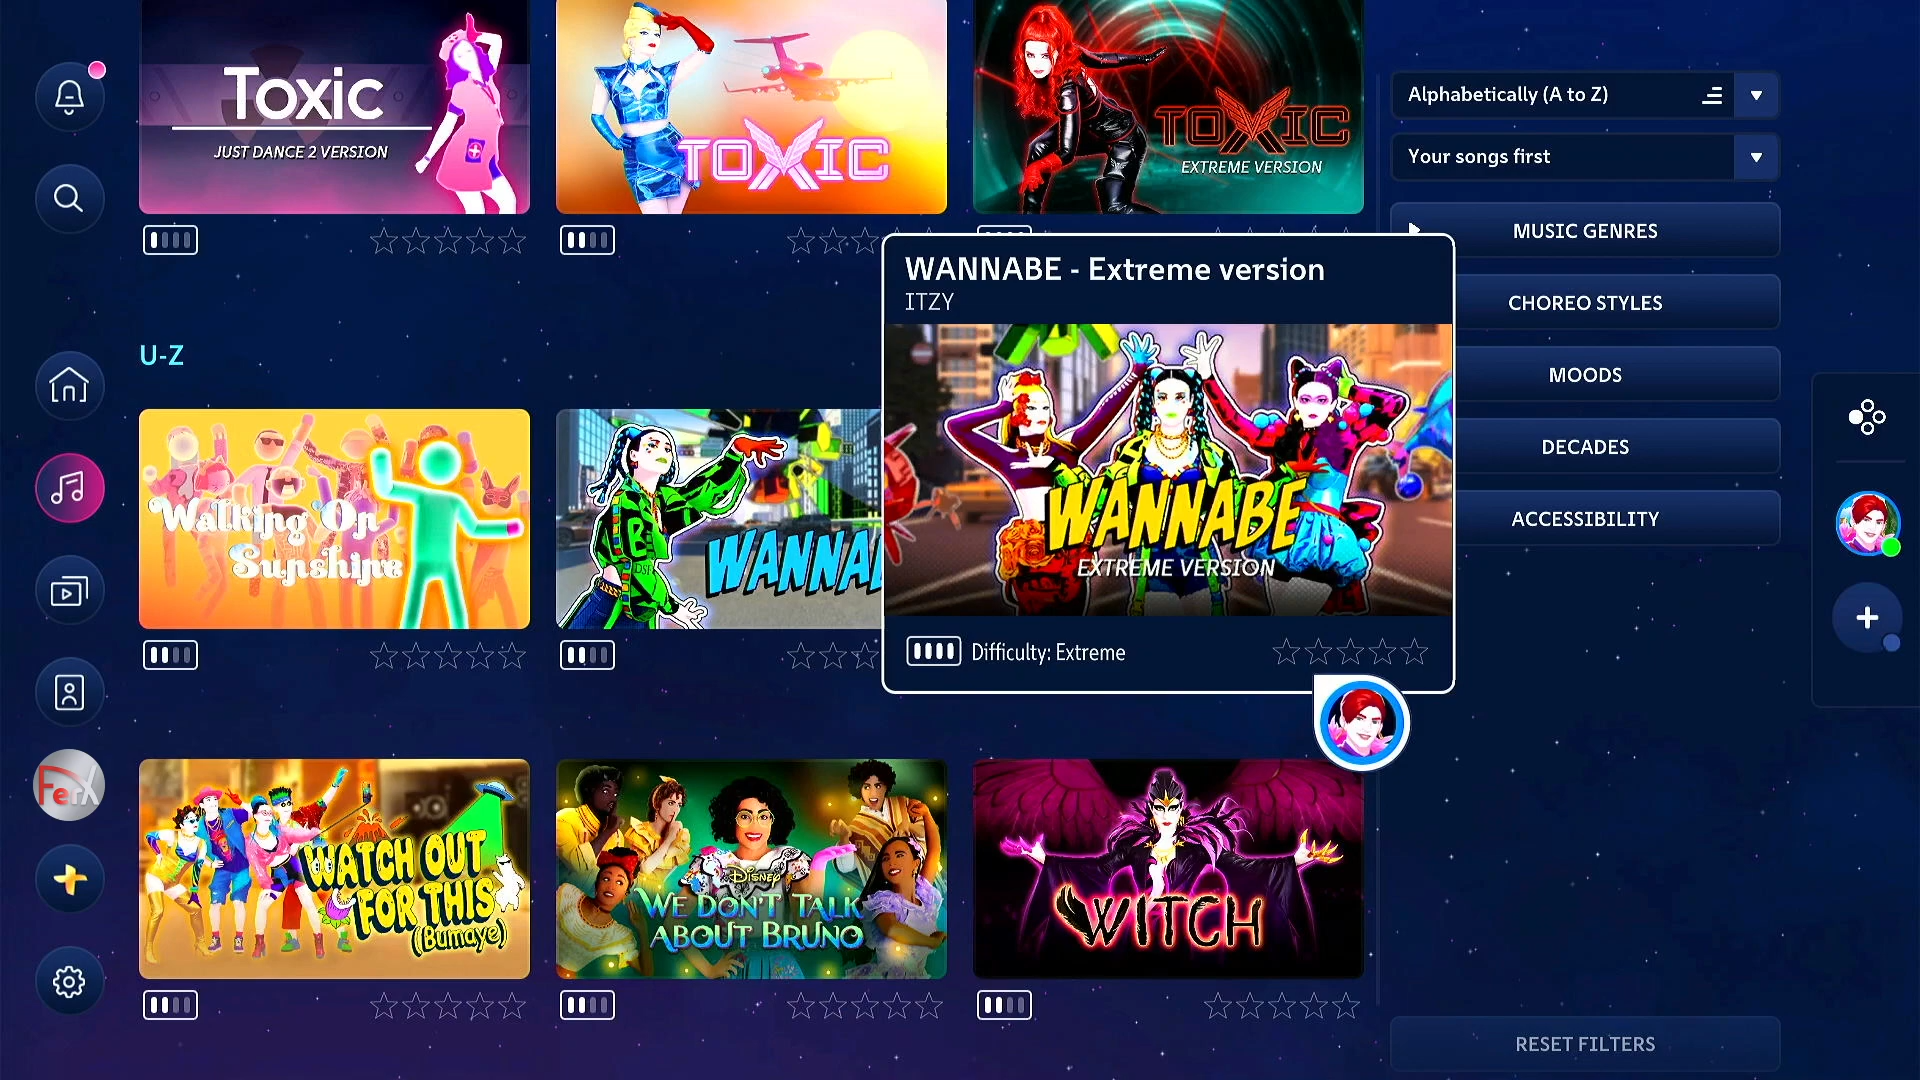 Toxic
JUST DANCE 2 VERSION
TOXIC
TOXIC
EXTREME VERSION
Alphabetically (A to Z)
Your songs first
MUSIC GENRES
CHOREO STYLES
MOODS
DECADES
ACCESSIBILITY
WANNABE - Extreme version
ITZY
WANNABE
EXTREME VERSION
Difficulty: Extreme
U-Z
Walking On
Sunshine
WANNA
FerX
WATCH OUT
FOR THIS
(Bumaye)
DISNEY
WE DON'T TALK
ABOUT BRUNO
WITCH
RESET FILTERS